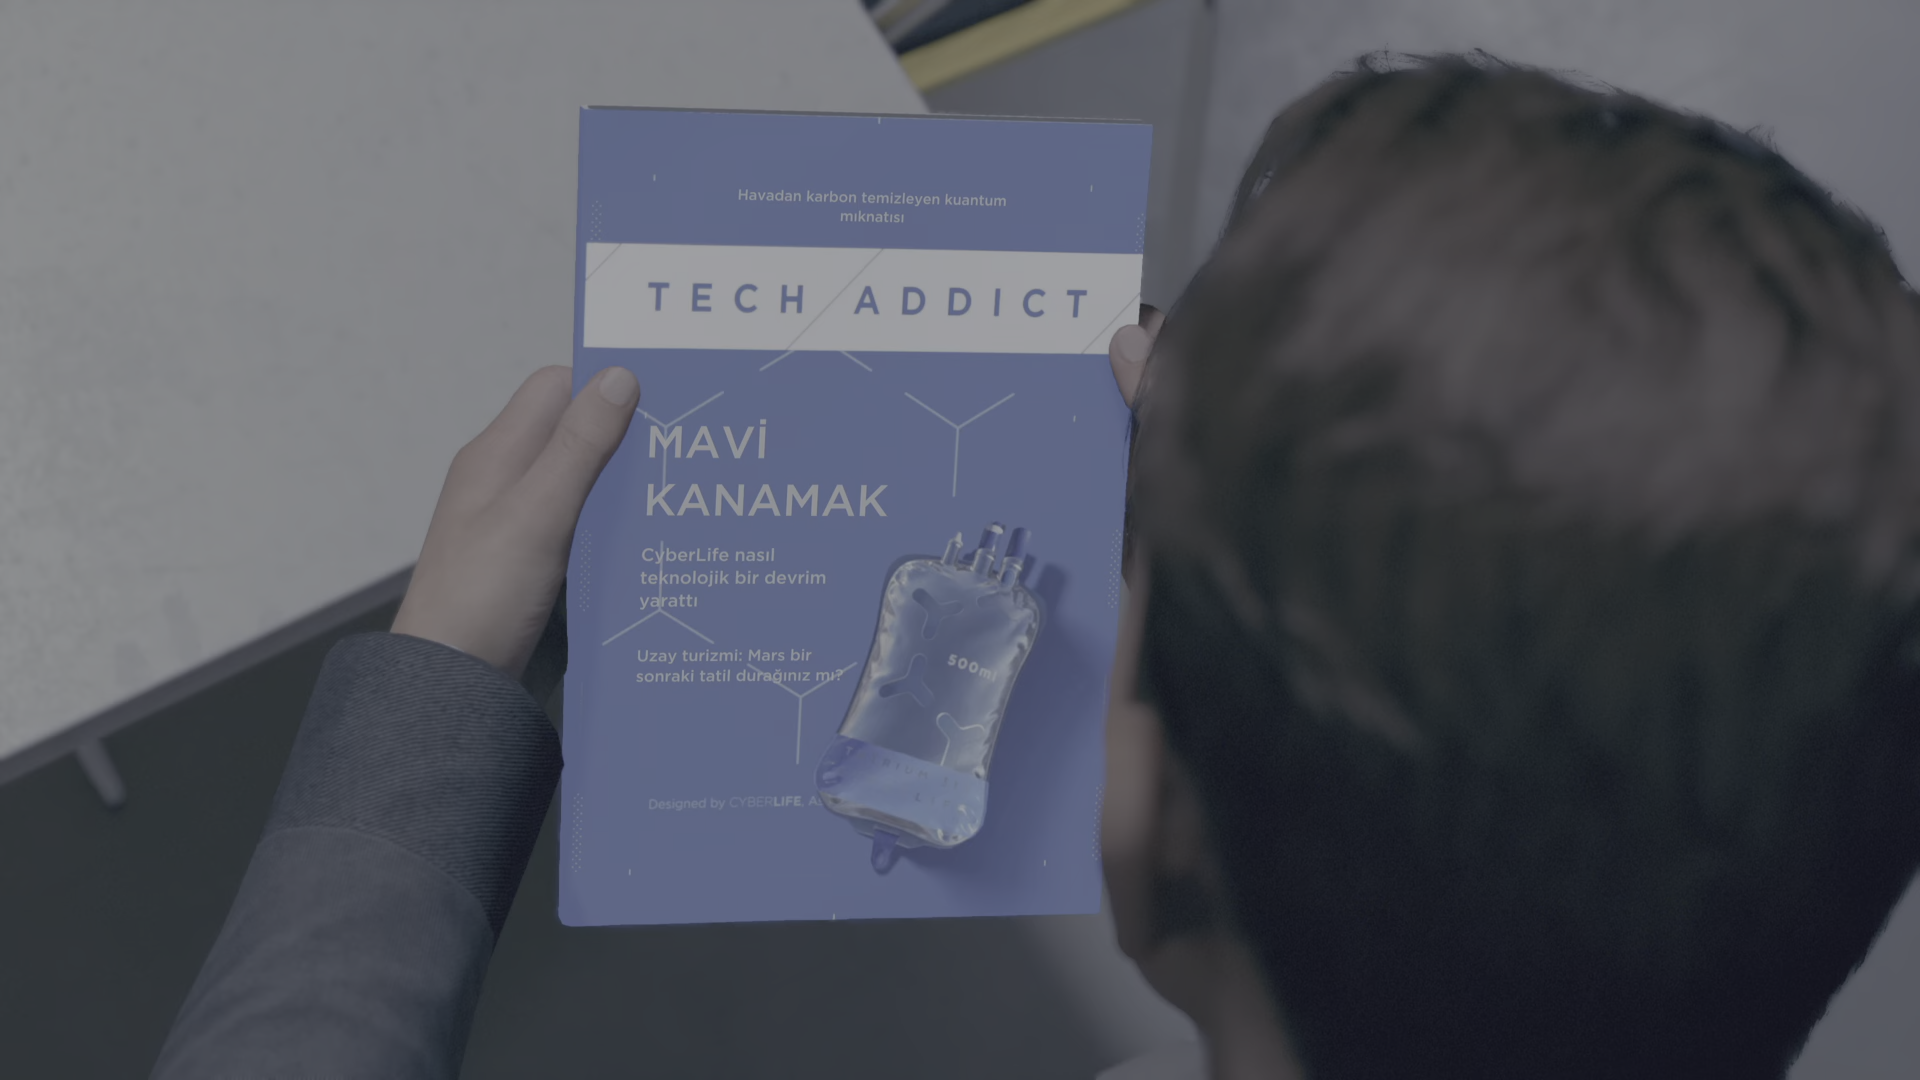 Havadan karbon temizleyen kuantum
mıknatısı
TECH ADDICT
MAVİ
KANAMAK
CyberLife nasıl
teknolojik bir devrim
yarattı
Uzay turizmi: Mars bir
sonraki tatil durağınız mı?
500ml
Designed by CYBERLIFE.